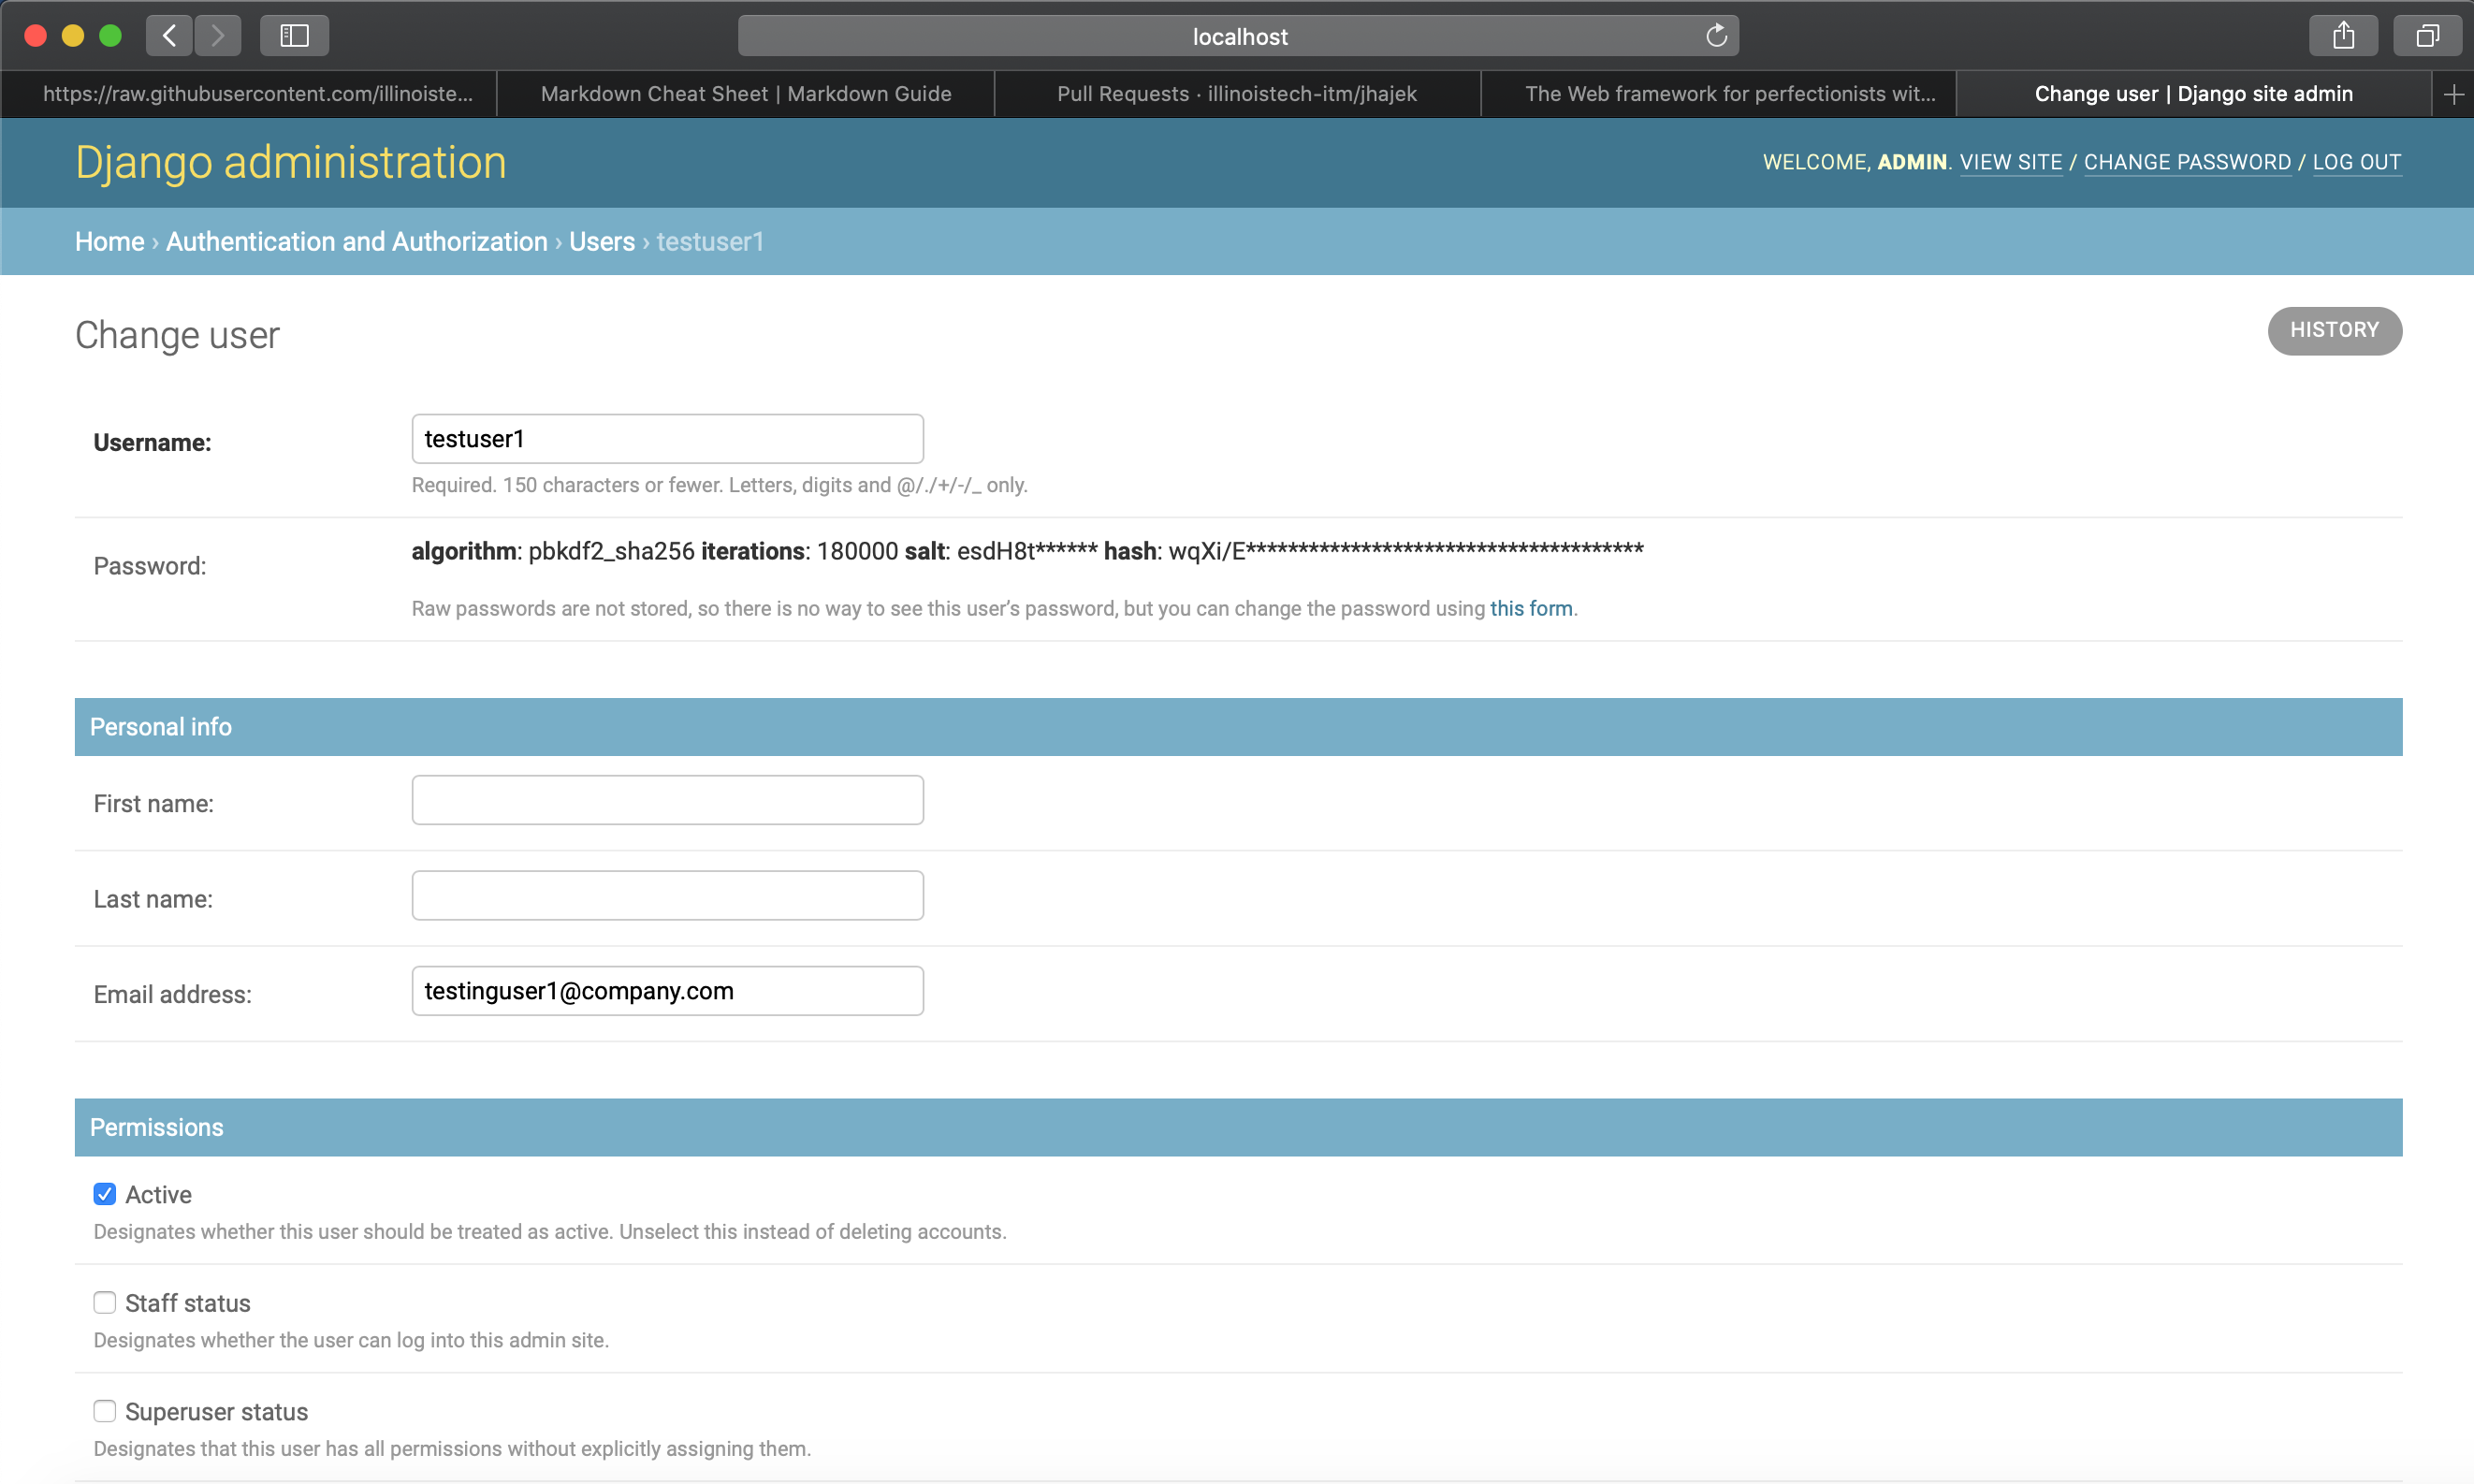 localhost
https://raw.githubusercontent.com/illinoiste...
Markdown Cheat Sheet | Markdown Guide
Pull Requests · illinoistech-itm/jhajek
The Web framework for perfectionists wit...
Change user | Django site admin
Django administration
WELCOME, ADMIN. VIEW SITE / CHANGE PASSWORD / LOG OUT
Home › Authentication and Authorization › Users › testuser1
Change user
HISTORY
Username:
testuser1
Required. 150 characters or fewer. Letters, digits and @/./+/-/_ only.
Password:
algorithm: pbkdf2_sha256 iterations: 180000 salt: esdH8t****** hash: wqXi/E**************************************
Raw passwords are not stored, so there is no way to see this user’s password, but you can change the password using this form.
Personal info
First name:
Last name:
Email address:
testinguser1@company.com
Permissions
Active
Designates whether this user should be treated as active. Unselect this instead of deleting accounts.
Staff status
Designates whether the user can log into this admin site.
Superuser status
Designates that this user has all permissions without explicitly assigning them.